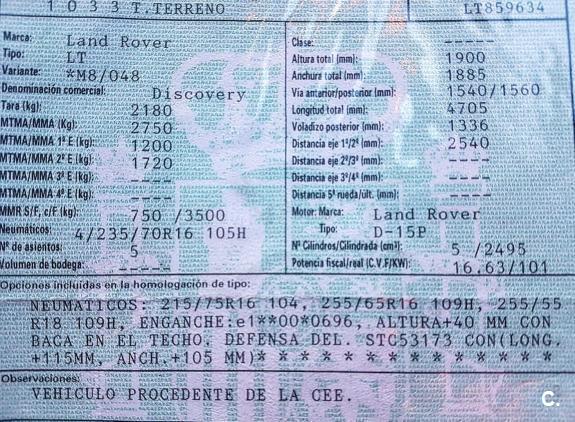 1 0 3 3 T.TERRENO LT859634
Marca: Land Rover
Tipo: LT
Variante: *M8/048
Denominación comercial: Discovery
Tara (kg): 2180
MTMA/MMA (Kg): 2750
MTMA/MMA 1º E (kg): 1200
MTMA/MMA 2º E (kg): 1720
MTMA/MMA 3º E (Kg): -----
MTMA/MMA 4º E (kg): -----
MMR S/F, c/F (kg): 750 /3500
Neumáticos: 4/235/70R16 105H
Nº de asientos: 5
Volumen de bodega: -----
Clase: -----
Altura total (mm): 1900
Anchura total (mm): 1885
Via anterior/posterior (mm): 1540/1560
Longitud total (mm): 4705
Voladizo posterior (mm): 1336
Distancia eje 1º/2º (mm): 2540
Distancia eje 2º/3º (mm): ----
Distancia eje 3º/4º (mm): ----
Distancia 5ª rueda/últ. (mm): ----
Motor: Marca: Land Rover
Tipo: D-15P
Nº Cilindros/Cilindrada (cm³): 5 /2495
Potencia fiscal/real (C.V.F/KW): 16,63/101
Opciones incluidas en la homologación de tipo:
NEUMATICOS: 215/75R16 104, 255/65R16 109H, 255/55
R18 109H, ENGANCHE:e1**00*0696, ALTURA+40 MM CON
BACA EN EL TECHO. DEFENSA DEL. STC53173 CON(LONG.
+115MM, ANCH.+105 MM)* * * * * * * * * * * * * * *
Observaciones:
VEHICULO PROCEDENTE DE LA CEE.
C.